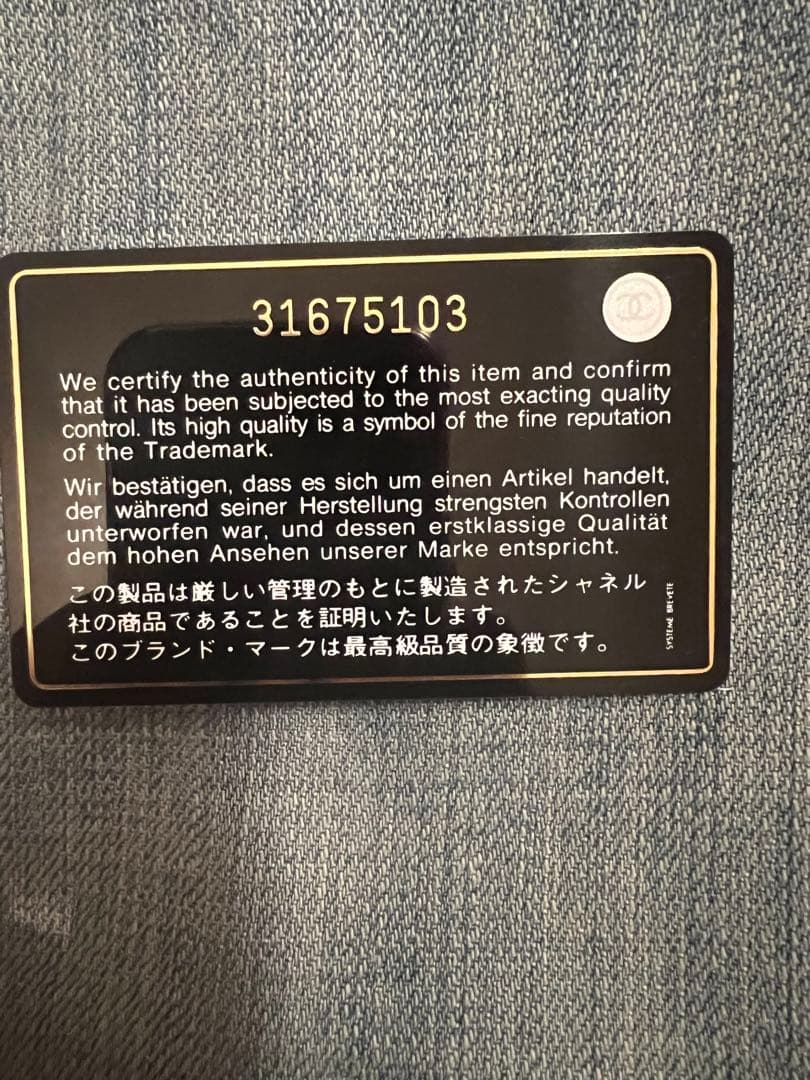 31675103
We certify the authenticity of this item and confirm
that it has been subjected to the most exacting quality
control. Its high quality is a symbol of the fine reputation
of the Trademark.
Wir bestätigen, dass es sich um einen Artikel handelt,
der während seiner Herstellung strengsten Kontrollen
unterworfen war, und dessen erstklassige Qualität
dem hohen Ansehen unserer Marke entspricht.
この製品は厳しい管理のもとに製造されたシャネル
社の商品であることを証明いたします。
このブランド・マークは最高級品質の象徴です。
SYSTEME BREVETE